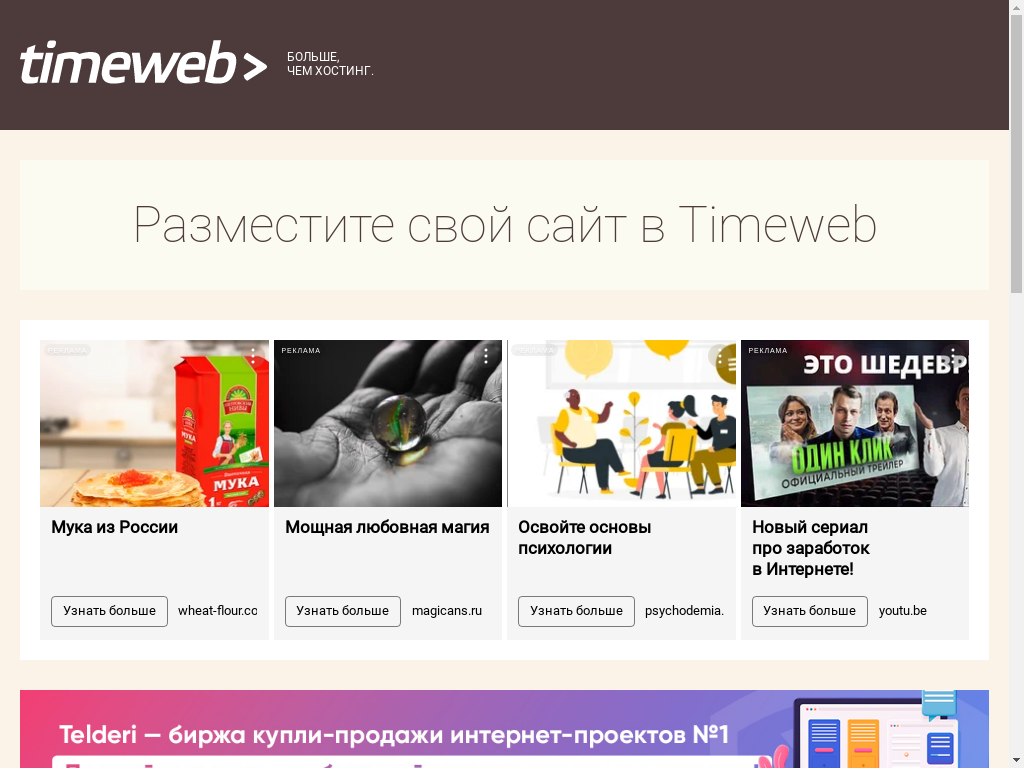 timeweb>
БОЛЬШЕ,
ЧЕМ ХОСТИНГ.
Разместите свой сайт в Timeweb
РЕКЛАМА
МУКА
МУКА
Мука из России
Узнать больше
wheat-flour.co
РЕКЛАМА
Мощная любовная магия
Узнать больше
magicans.ru
РЕКЛАМА
Освойте основы
психологии
Узнать больше
psychodemia.
РЕКЛАМА
ЭТО ШЕДЕВР!
ОДИН КЛИК
ОФИЦИАЛЬНЫЙ ТРЕЙЛЕР
Новый сериал
про заработок
в Интернете!
Узнать больше
youtu.be
Telderi — биржа купли-продажи интернет-проектов №1